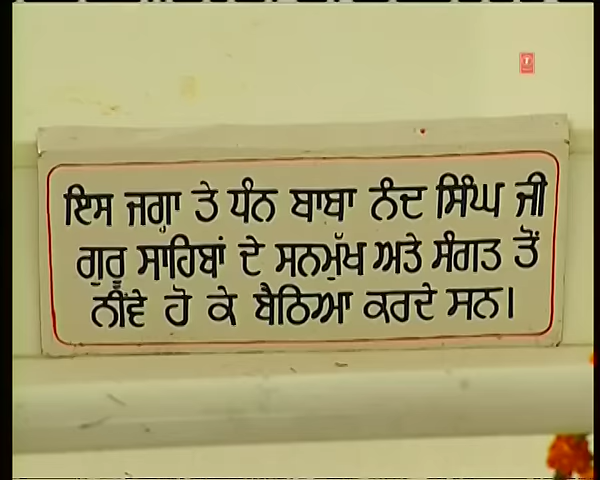 ਇਸ ਜਗ੍ਹਾ ਤੇ ਧੰਨ ਬਾਬਾ ਨੰਦ ਸਿੰਘ ਜੀ
ਗੁਰੂ ਸਾਹਿਬਾਂ ਦੇ ਸਨਮੁੱਖ ਅਤੇ ਸੰਗਤ ਤੋਂ
ਨੀਵੇਂ ਹੋ ਕੇ ਬੈਠਿਆ ਕਰਦੇ ਸਨ।